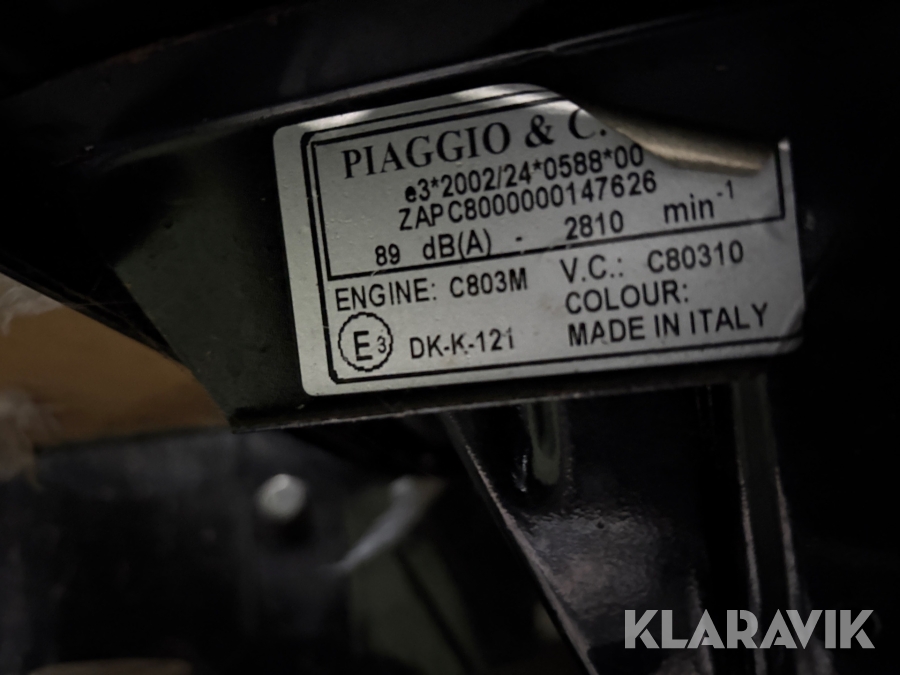 PIAGGIO & C.
e3*2002/24*0588*00
ZAPC8000000147626
89 dB(A) - 2810 min-1
ENGINE: C803M V.C.: C80310
COLOUR:
E3 DK-K-121 MADE IN ITALY
KLARAVIK